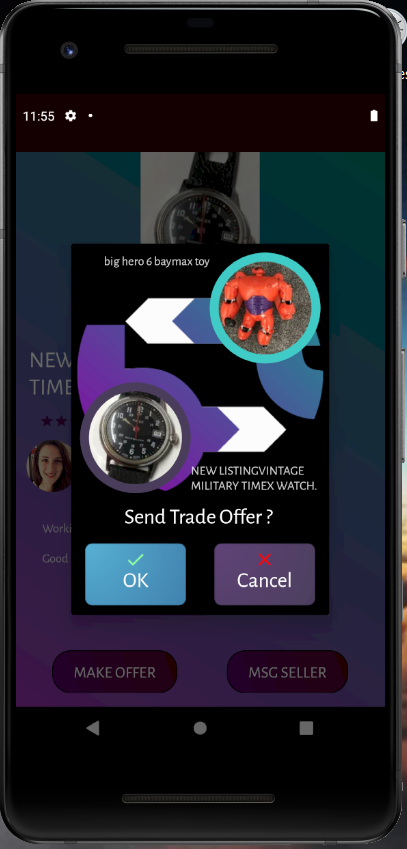 11:55
big hero 6 baymax toy
NEW
TIME
NEW LISTINGVINTAGE
MILITARY TIMEX WATCH.
Send Trade Offer ?
Worki
Good
OK
Cancel
MAKE OFFER
MSG SELLER